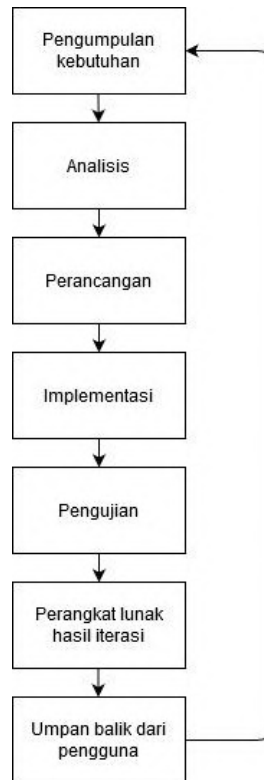 Pengumpulan
kebutuhan
Analisis
Perancangan
Implementasi
Pengujian
Perangkat lunak
hasil iterasi
Umpan balik dari
pengguna